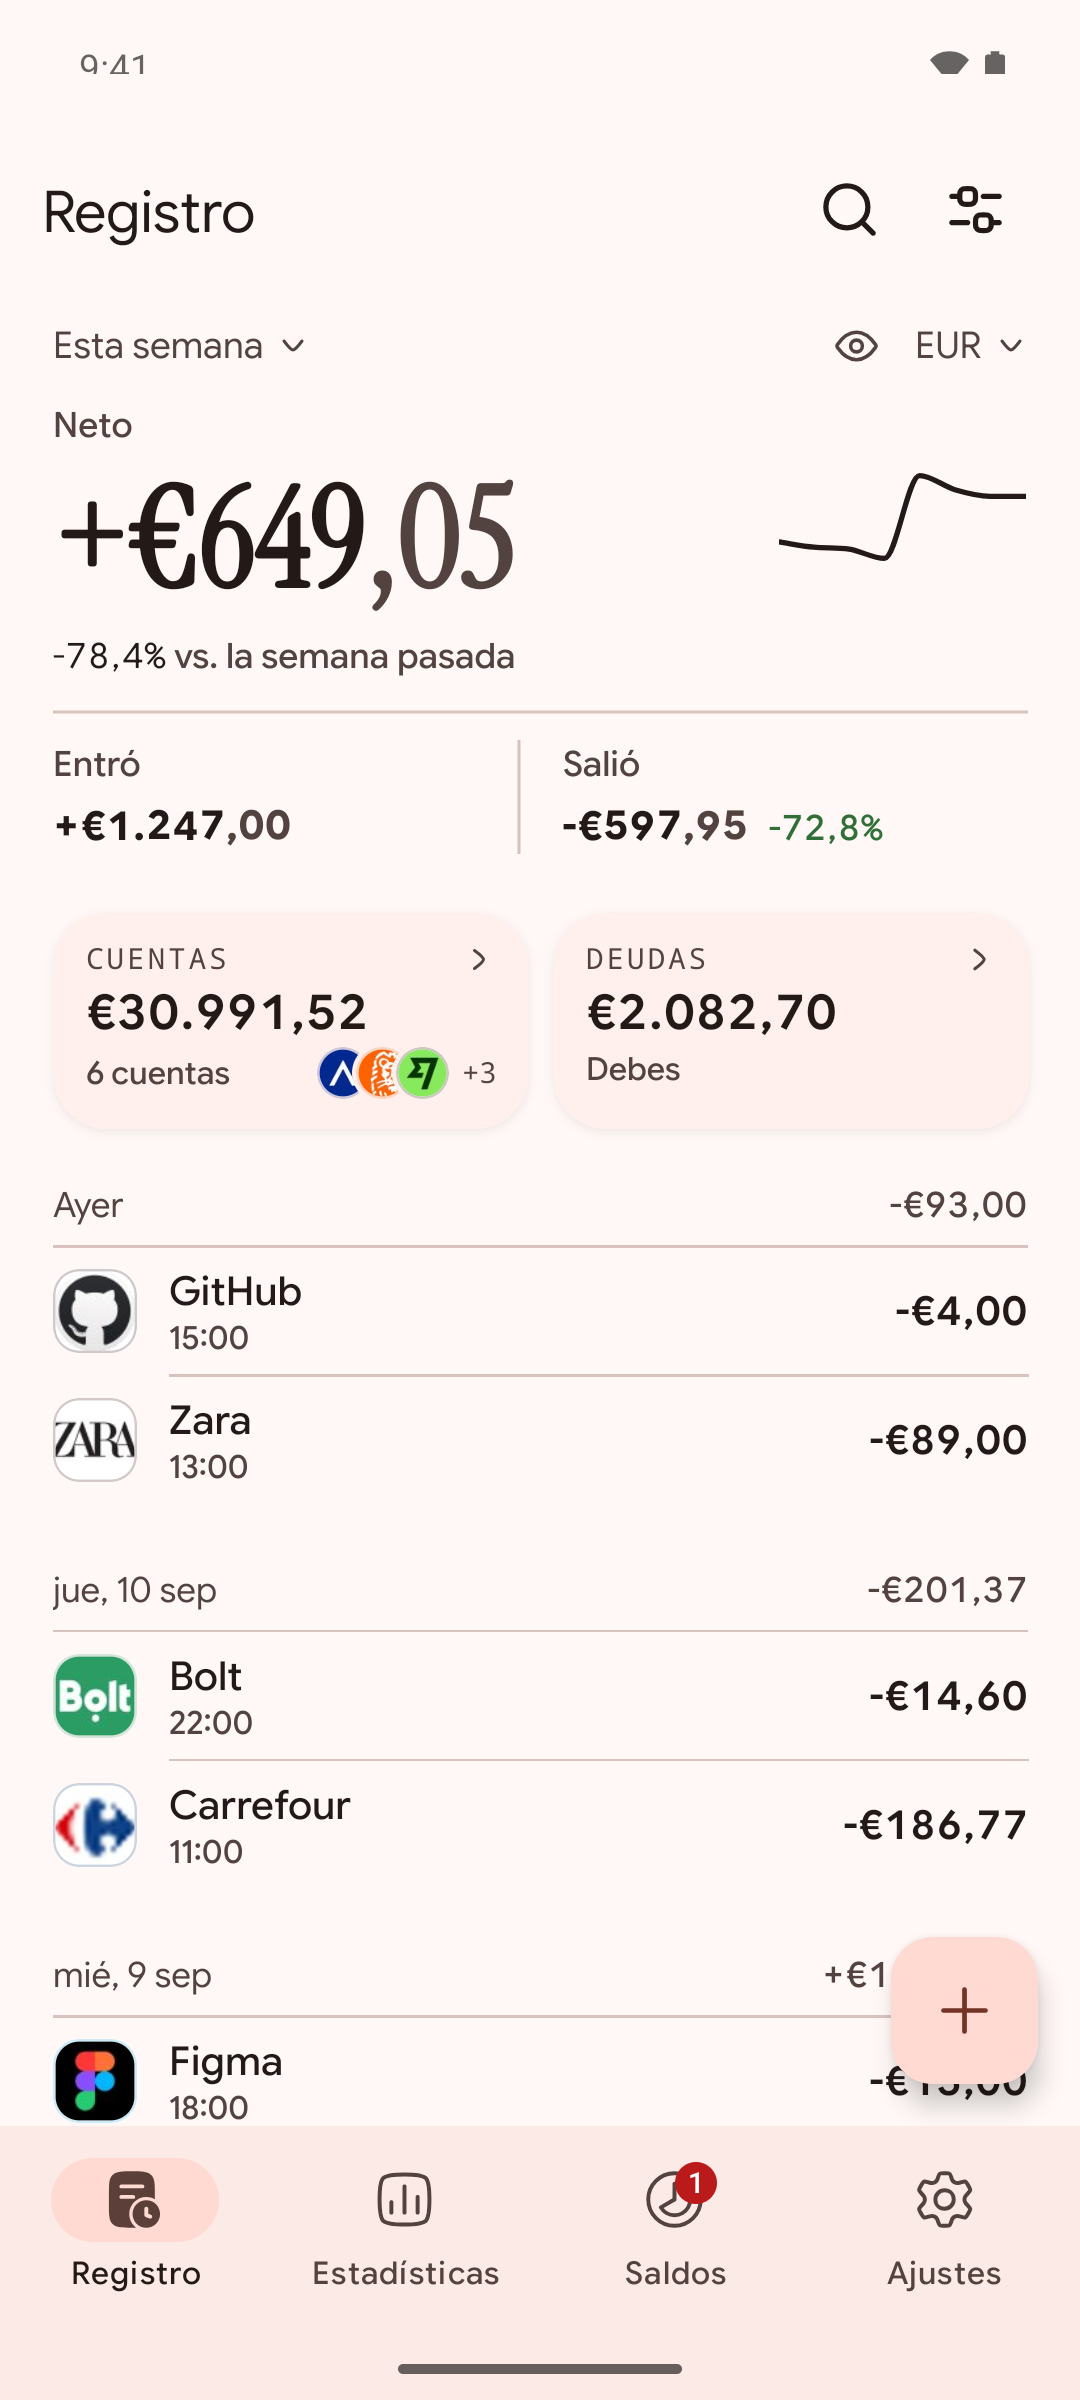 9:41
Registro
Esta semana
EUR
Neto
+€649,05
-78,4% vs. la semana pasada
Entró
Salió
+€1.247,00
-€597,95 -72,8%
CUENTAS
DEUDAS
€30.991,52
€2.082,70
6 cuentas
+3
Debes
Ayer
-€93,00
GitHub
15:00
-€4,00
ZARA
Zara
13:00
-€89,00
jue, 10 sep
-€201,37
Bolt
Bolt
22:00
-€14,60
Carrefour
11:00
-€186,77
mié, 9 sep
+€1
Figma
18:00
1
Registro
Estadísticas
Saldos
Ajustes